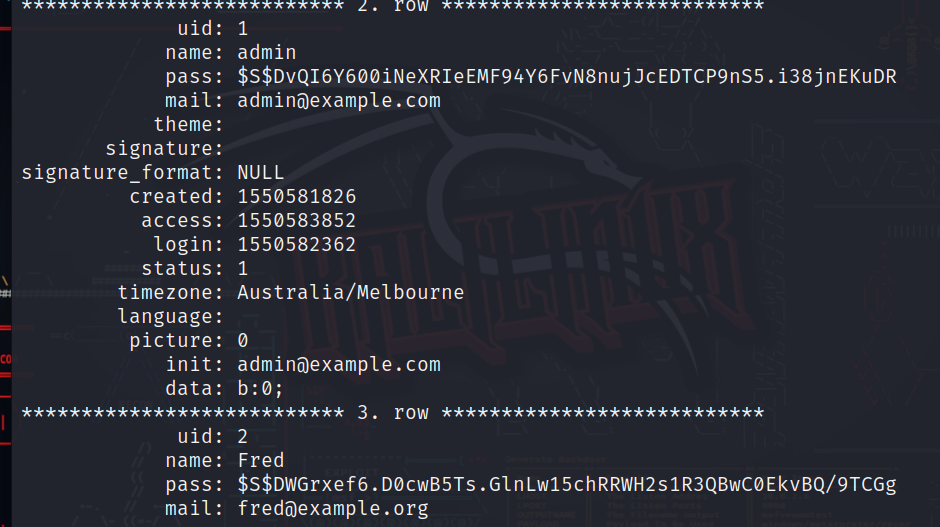 *************************** 2. row ***************************
uid: 1
name: admin
pass: $S$DvQI6Y600iNeXRIeEMF94Y6FvN8nujJcEDTCP9nS5.i38jnEKuDR
mail: admin@example.com
theme:
signature:
signature_format: NULL
created: 1550581826
access: 1550583852
login: 1550582362
status: 1
timezone: Australia/Melbourne
language:
picture: 0
init: admin@example.com
data: b:0;
*************************** 3. row ***************************
uid: 2
name: Fred
pass: $S$DWGrxef6.D0cwB5Ts.GlnLw15chRRWH2s1R3QBwC0EkvBQ/9TCGg
mail: fred@example.org